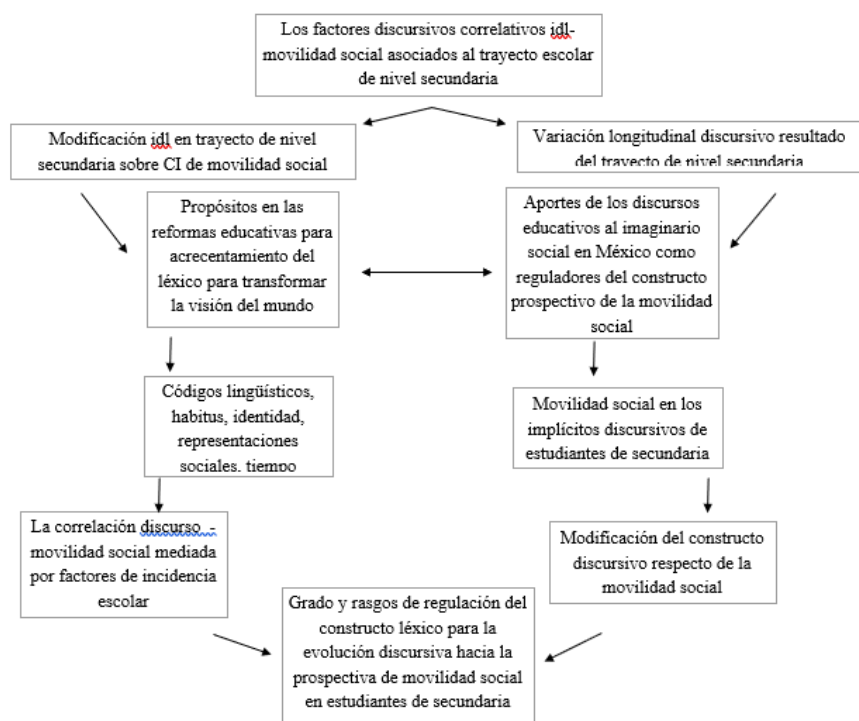 Los factores discursivos correlativos idl-
movilidad social asociados al trayecto escolar
de nivel secundaria
Modificación idl en trayecto de nivel
secundaria sobre CI de movilidad social
Variación longitudinal discursivo resultado
del trayecto de nivel secundaria
Propósitos en las
reformas educativas para
acrecentamiento del
léxico para transformar
la visión del mundo
Aportes de los discursos
educativos al imaginario
social en México como
reguladores del constructo
prospectivo de la movilidad
social
Códigos lingüísticos,
habitus, identidad,
representaciones
sociales, tiempo
Movilidad social en los
implícitos discursivos de
estudiantes de secundaria
La correlación discurso -
movilidad social mediada
por factores de incidencia
escolar
Modificación del constructo
discursivo respecto de la
movilidad social
Grado y rasgos de regulación del
constructo léxico para la
evolución discursiva hacia la
prospectiva de movilidad social
en estudiantes de secundaria